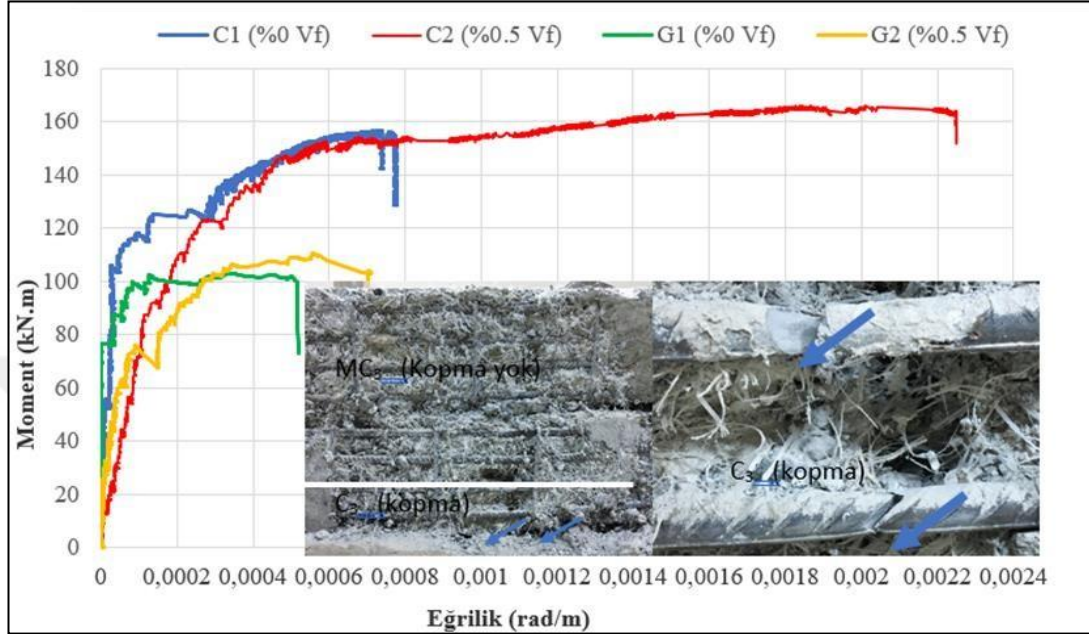 C1 (%0 Vf) C2 (%0.5 Vf) G1 (%0 Vf) G2 (%0.5 Vf)
180
160
140
120
100
80
60
40
20
0
Moment (kN.m)
MC₃ (Kopma yok)
C₃ (kopma)
C₃ (kopma)
0 0,0002 0,0004 0,0006 0,0008 0,001 0,0012 0,0014 0,0016 0,0018 0,002 0,0022 0,0024
Eğrilik (rad/m)